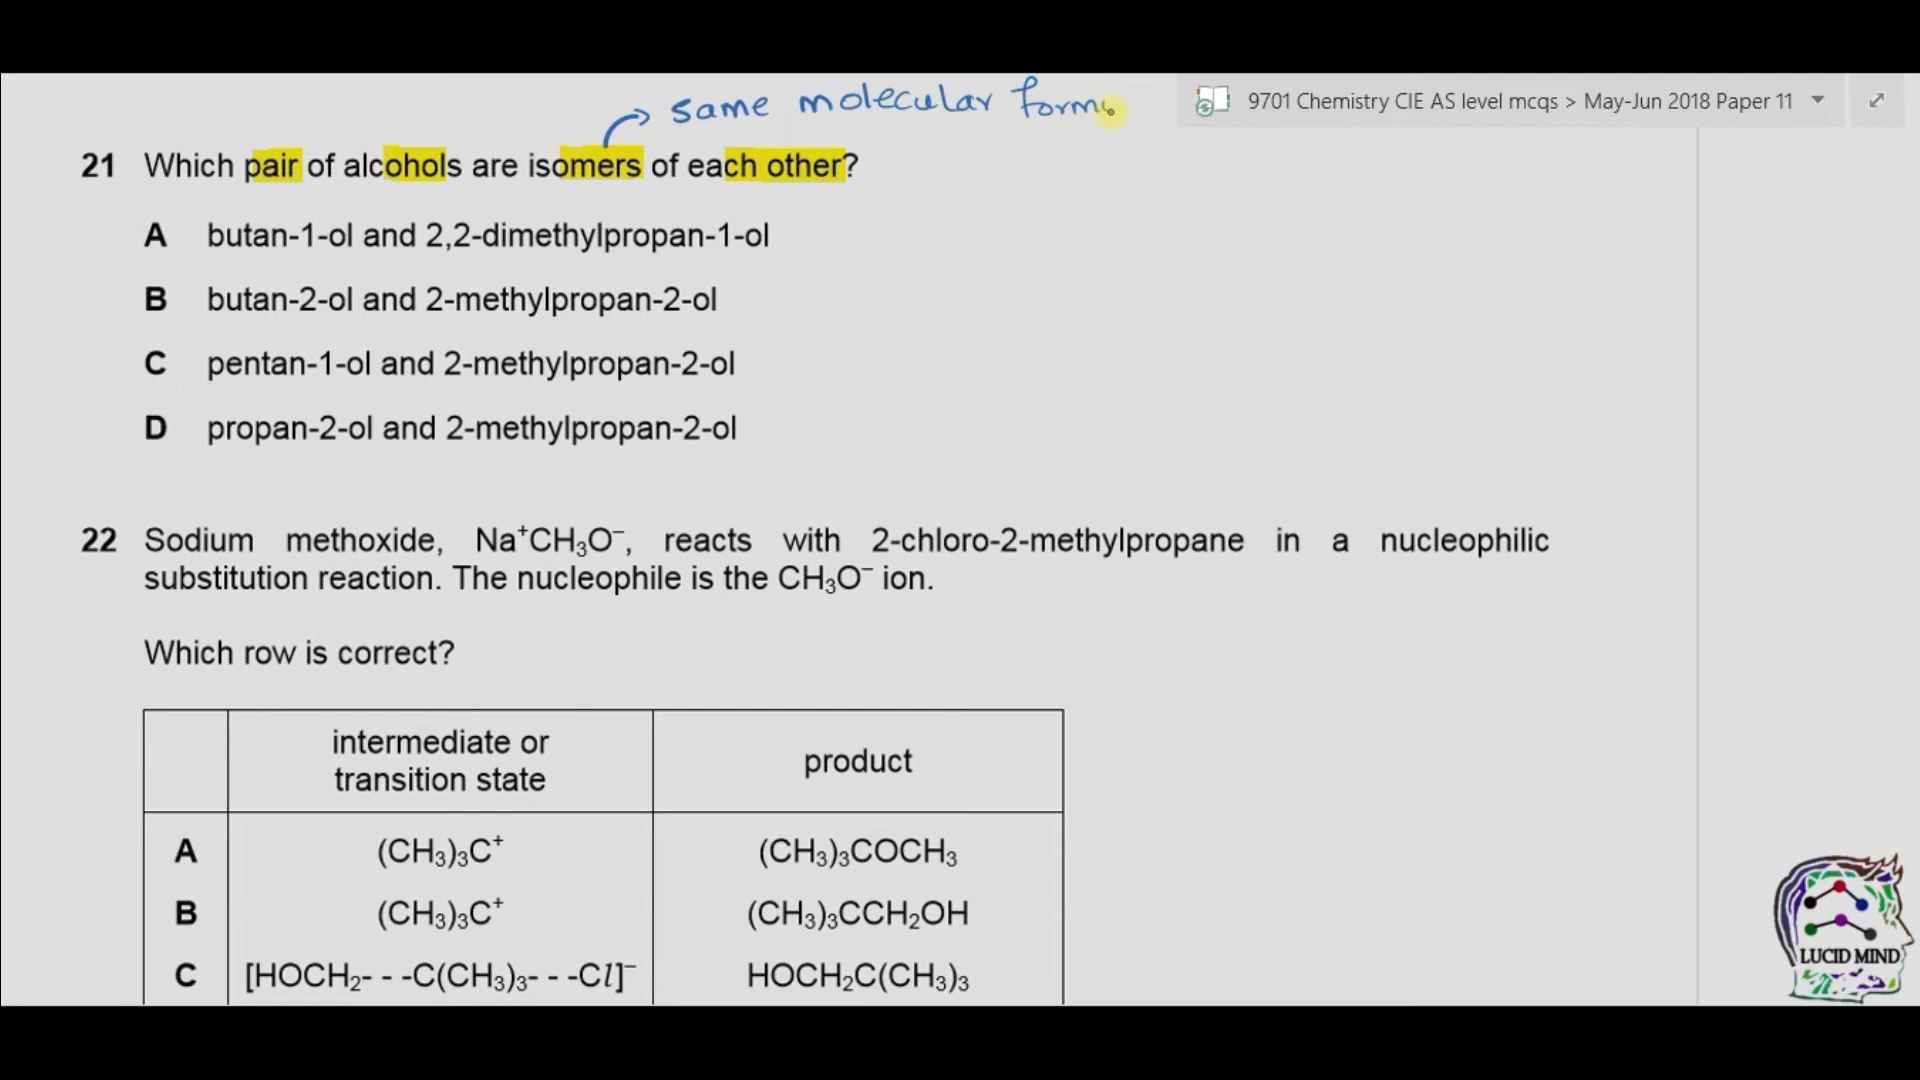 same molecular formu
9701 Chemistry CIE AS level mcqs > May-Jun 2018 Paper 11
21 Which pair of alcohols are isomers of each other?
A butan-1-ol and 2,2-dimethylpropan-1-ol
B butan-2-ol and 2-methylpropan-2-ol
C pentan-1-ol and 2-methylpropan-2-ol
D propan-2-ol and 2-methylpropan-2-ol
22 Sodium methoxide, Na⁺CH₃O⁻, reacts with 2-chloro-2-methylpropane in a nucleophilic
substitution reaction. The nucleophile is the CH₃O⁻ ion.
Which row is correct?
intermediate or
transition state
product
A (CH₃)₃C⁺ (CH₃)₃COCH₃
B (CH₃)₃C⁺ (CH₃)₃CCH₂OH
C [HOCH₂- - -C(CH₃)₃- - -Cl]⁻ HOCH₂C(CH₃)₃
LUCID MIND